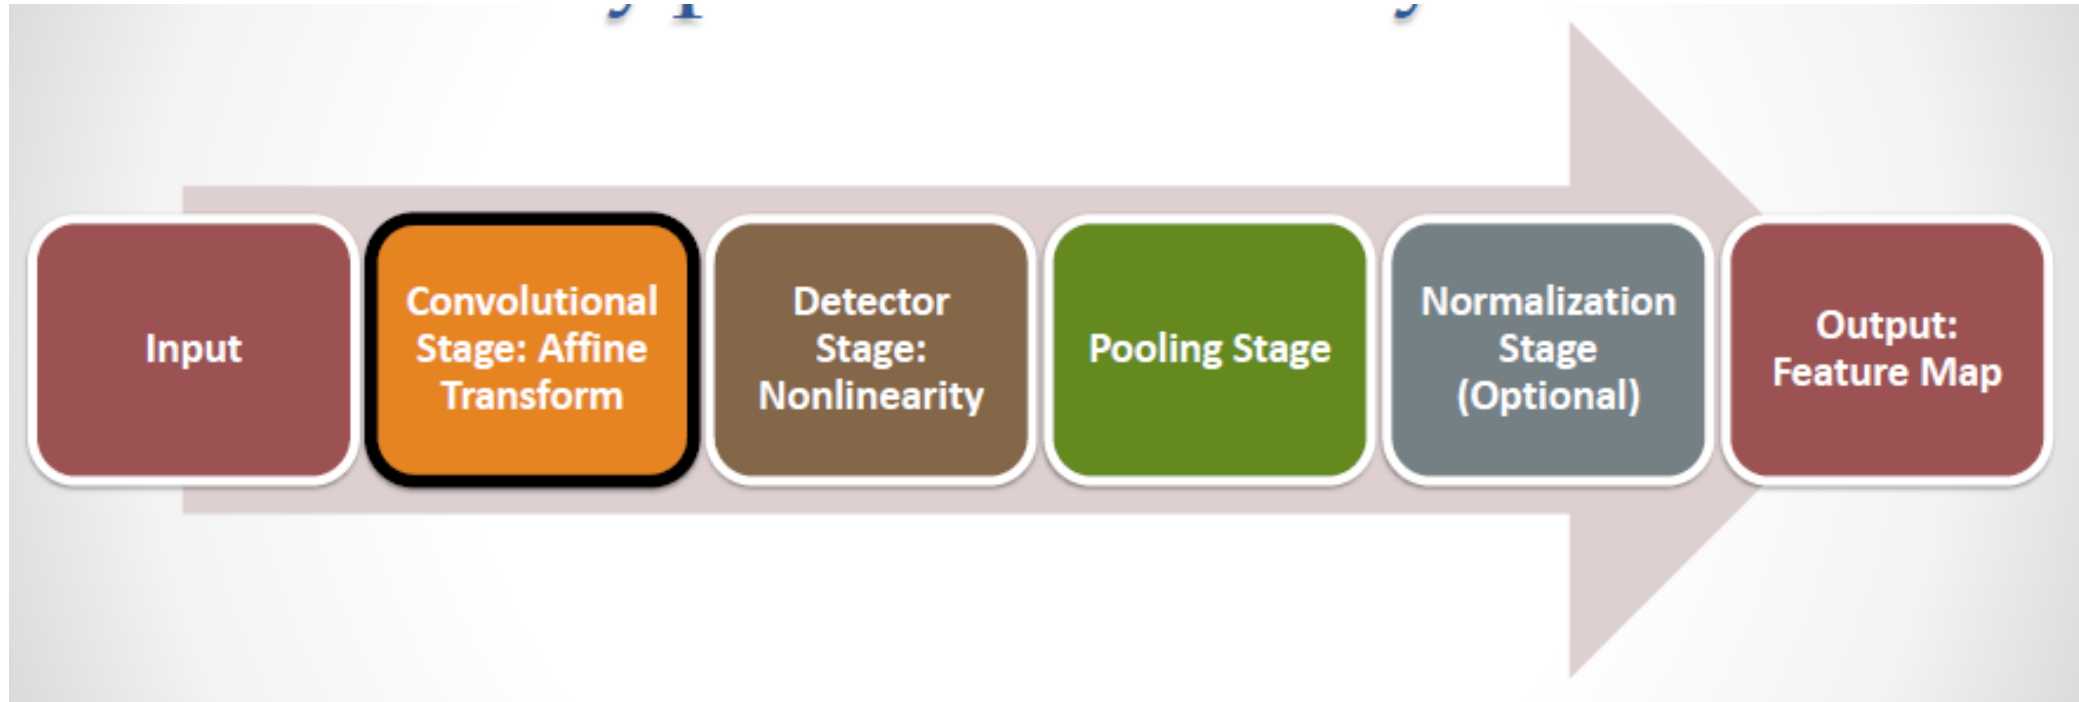 Input
Convolutional
Stage: Affine
Transform
Detector
Stage:
Nonlinearity
Pooling Stage
Normalization
Stage
(Optional)
Output:
Feature Map